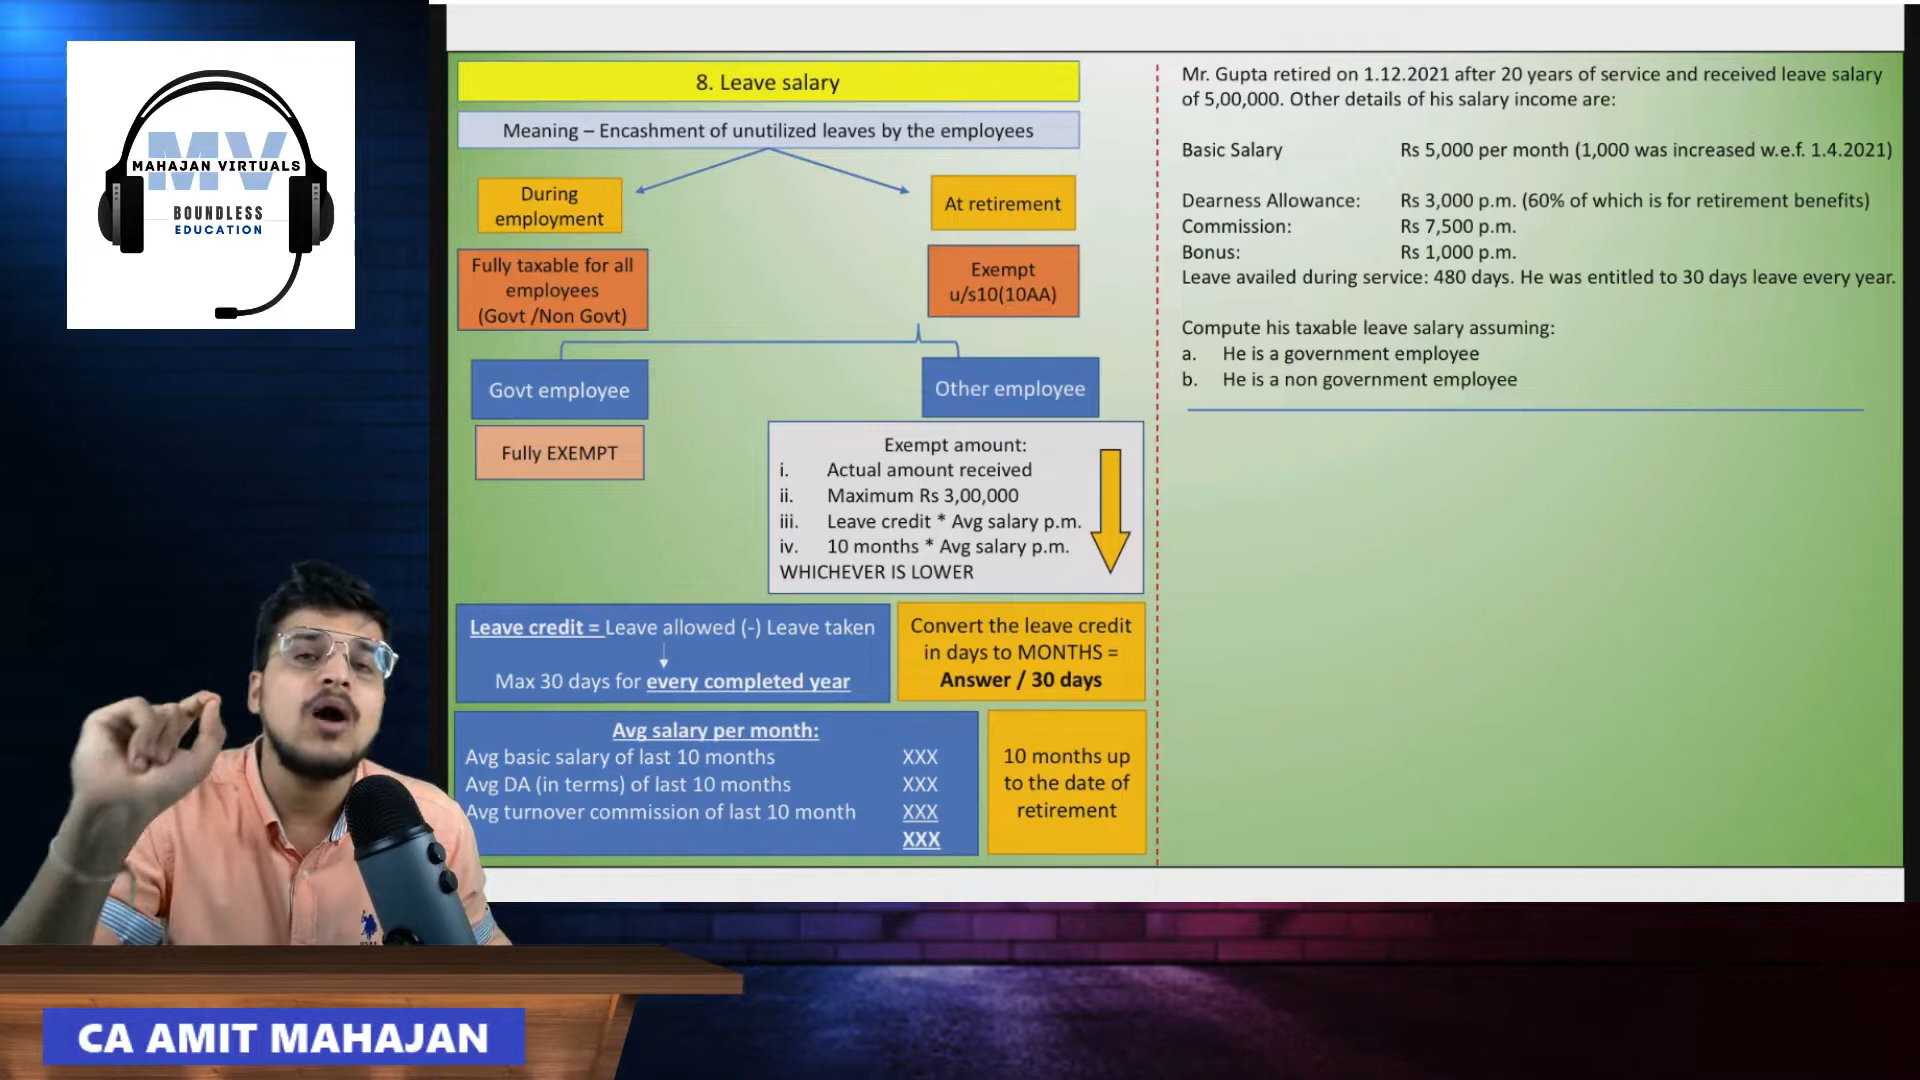 MV
MAHAJAN VIRTUALS
BOUNDLESS
EDUCATION
8. Leave salary
Meaning – Encashment of unutilized leaves by the employees
During
employment
At retirement
Fully taxable for all
employees
(Govt /Non Govt)
Exempt
u/s10(10AA)
Govt employee
Other employee
Fully EXEMPT
Exempt amount:
i. Actual amount received
ii. Maximum Rs 3,00,000
iii. Leave credit * Avg salary p.m.
iv. 10 months * Avg salary p.m.
WHICHEVER IS LOWER
Leave credit = Leave allowed (-) Leave taken
Max 30 days for every completed year
Convert the leave credit
in days to MONTHS =
Answer / 30 days
Avg salary per month:
Avg basic salary of last 10 months XXX
Avg DA (in terms) of last 10 months XXX
Avg turnover commission of last 10 month XXX
XXX
10 months up
to the date of
retirement
Mr. Gupta retired on 1.12.2021 after 20 years of service and received leave salary
of 5,00,000. Other details of his salary income are:
Basic Salary Rs 5,000 per month (1,000 was increased w.e.f. 1.4.2021)
Dearness Allowance: Rs 3,000 p.m. (60% of which is for retirement benefits)
Commission: Rs 7,500 p.m.
Bonus: Rs 1,000 p.m.
Leave availed during service: 480 days. He was entitled to 30 days leave every year.
Compute his taxable leave salary assuming:
a. He is a government employee
b. He is a non government employee
CA AMIT MAHAJAN